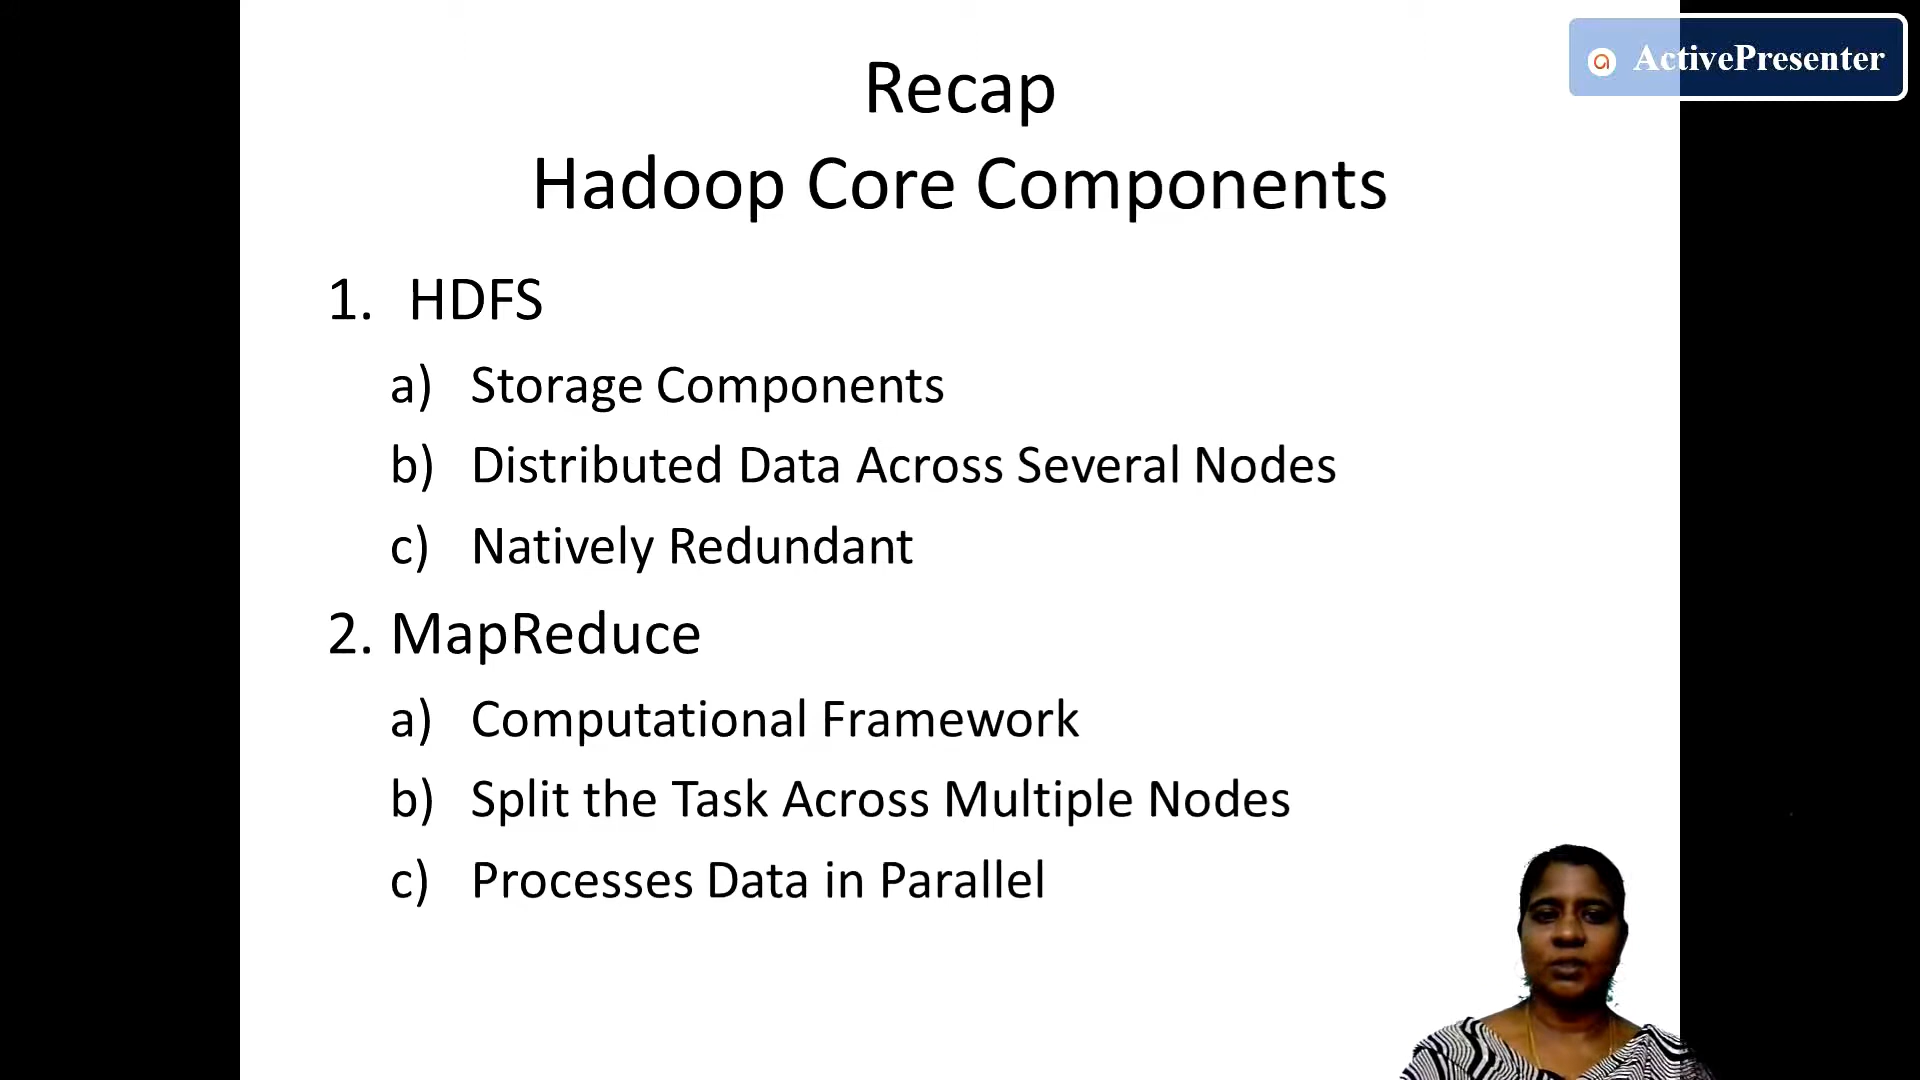 Recap
Hadoop Core Components
ActivePresenter
1. HDFS
a) Storage Components
b) Distributed Data Across Several Nodes
c) Natively Redundant
2. MapReduce
a) Computational Framework
b) Split the Task Across Multiple Nodes
c) Processes Data in Parallel